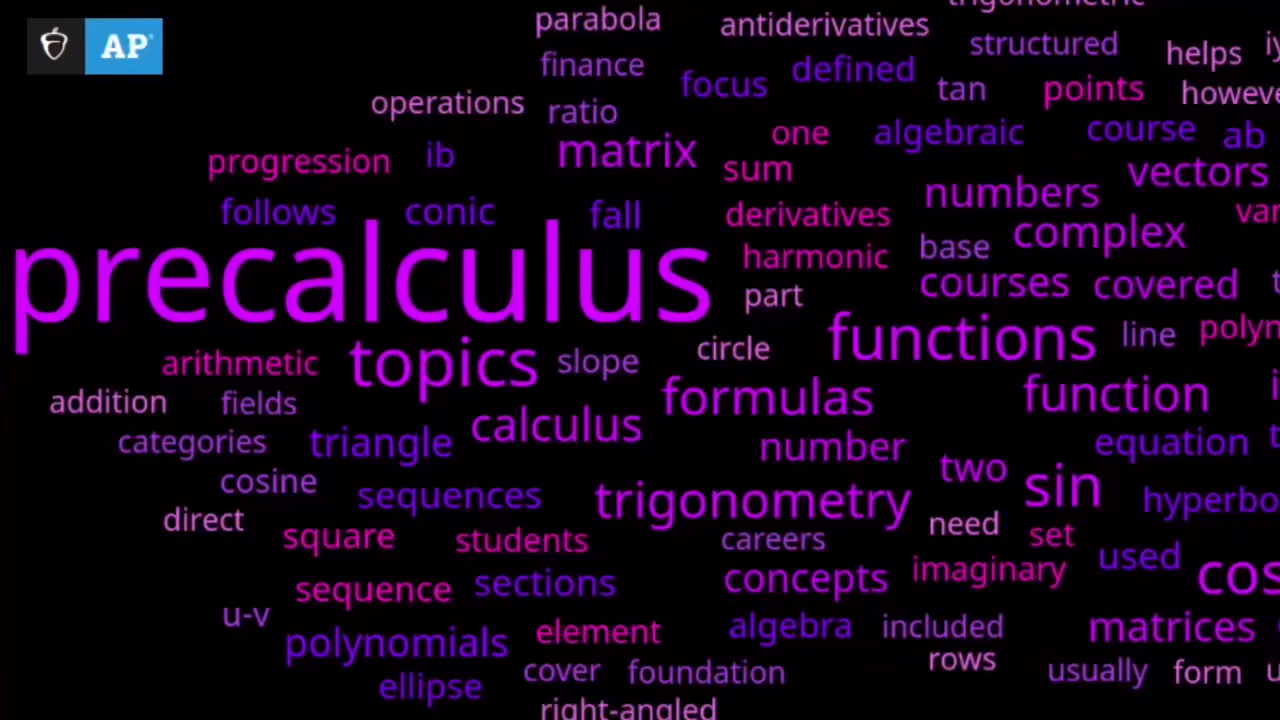 AP
parabola antiderivatives
finance focus defined structured helps
operations ratio tan points
progression ib matrix one algebraic course ab
sum vectors
follows conic fall derivatives numbers
precalculus harmonic base complex
part courses covered
arithmetic topics slope circle functions line
addition fields formulas function
categories triangle calculus number equation
cosine sequences trigonometry two sin
direct square students careers need set
sequence sections concepts imaginary used
u-v polynomials element algebra included matrices
ellipse cover foundation rows usually form
right-angled